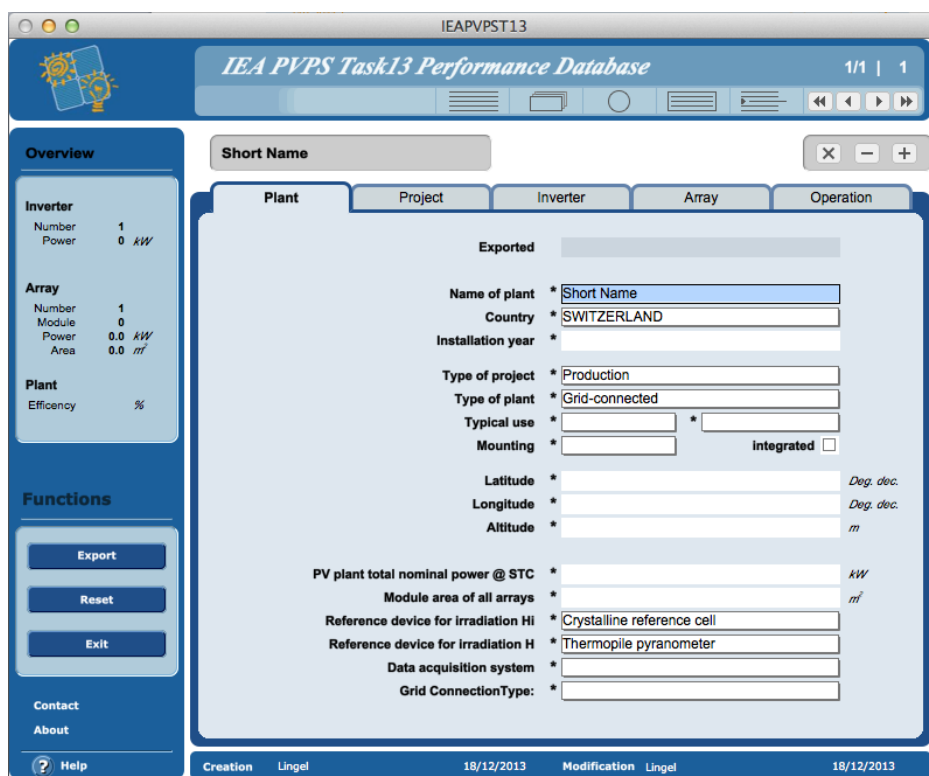 IEAPVPST13
IEA PVPS Task13 Performance Database
1/1 | 1
Overview
Inverter
Number 1
Power 0 kW
Array
Number 1
Module 0
Power 0.0 kW
Area 0.0 m²
Plant
Efficency %
Functions
Export
Reset
Exit
Contact
About
? Help
Short Name
Plant Project Inverter Array Operation
Exported
Name of plant * Short Name
Country * SWITZERLAND
Installation year *
Type of project * Production
Type of plant * Grid-connected
Typical use * *
Mounting * integrated
Latitude * Deg. dec.
Longitude * Deg. dec.
Altitude * m
PV plant total nominal power @ STC * kW
Module area of all arrays * m²
Reference device for irradiation Hi * Crystalline reference cell
Reference device for irradiation H * Thermopile pyranometer
Data acquisition system *
Grid ConnectionType: *
Creation Lingel 18/12/2013 Modification Lingel 18/12/2013